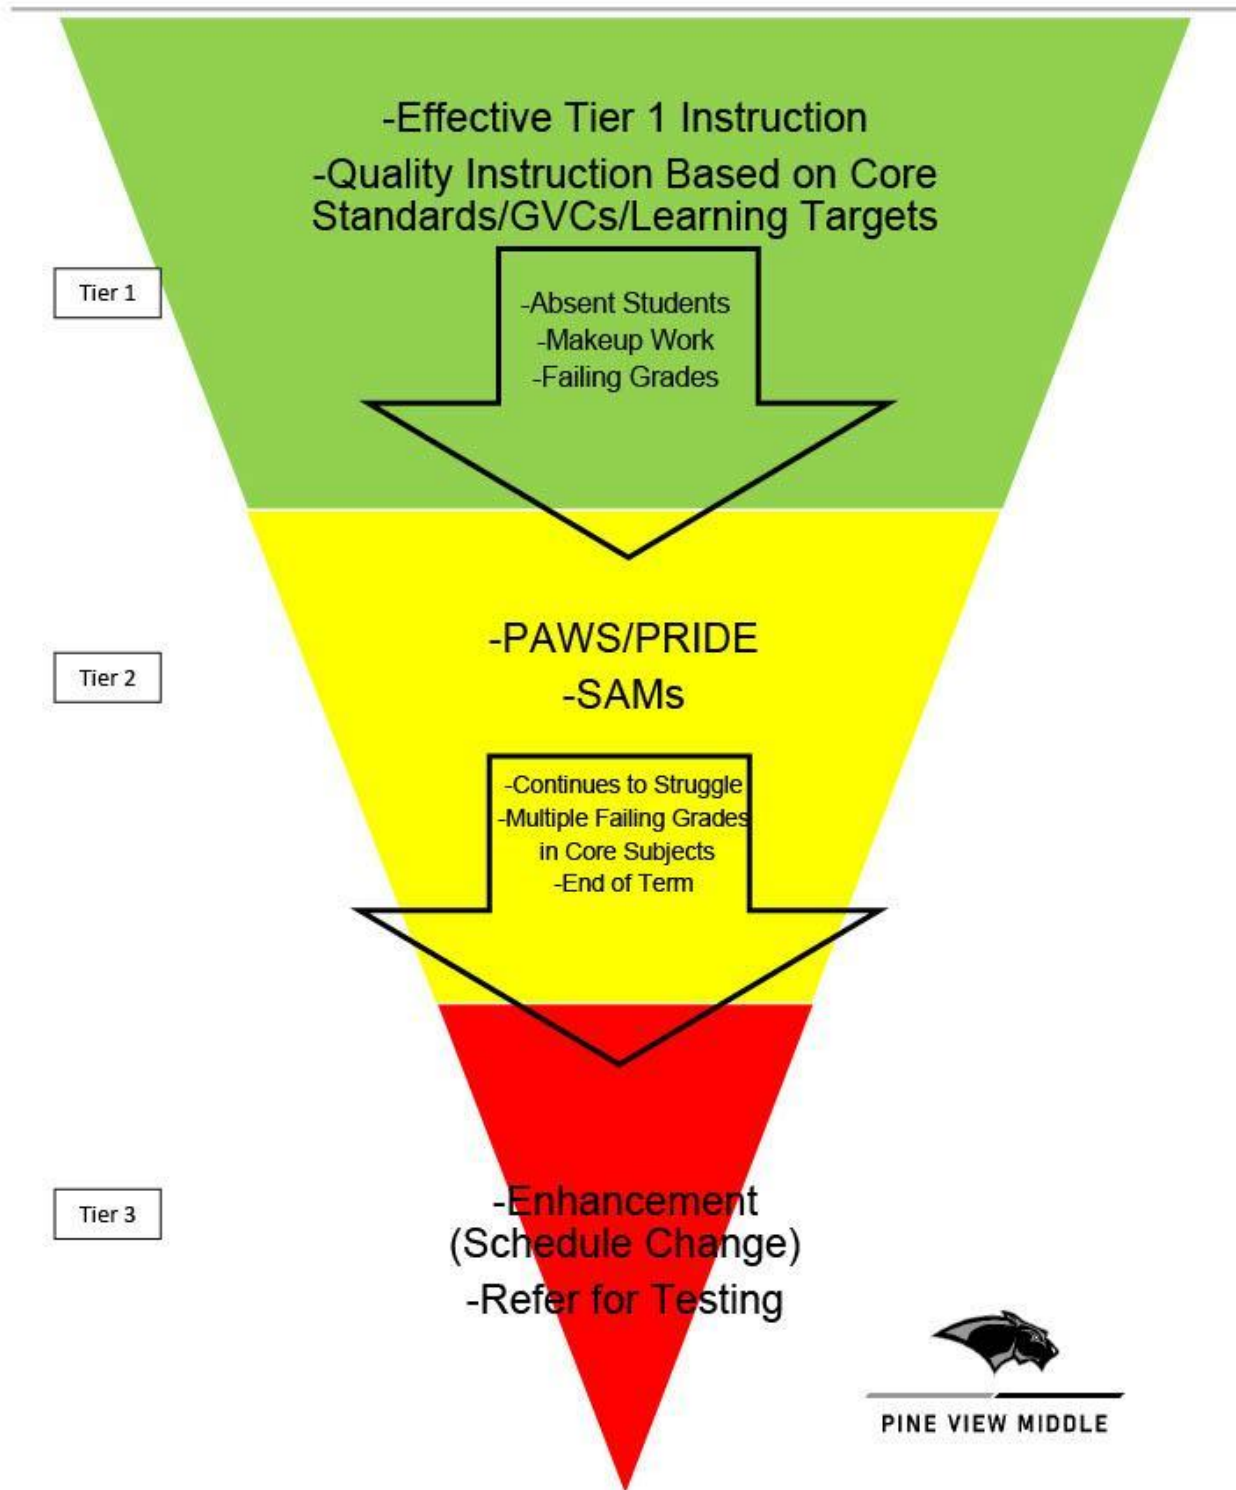 -Effective Tier 1 Instruction
-Quality Instruction Based on Core
Standards/GVCs/Learning Targets
Tier 1
-Absent Students
-Makeup Work
-Failing Grades
-PAWS/PRIDE
Tier 2
-SAMs
-Continues to Struggle
-Multiple Failing Grades
in Core Subjects
-End of Term
Tier 3
-Enhancement
(Schedule Change)
-Refer for Testing
PINE VIEW MIDDLE